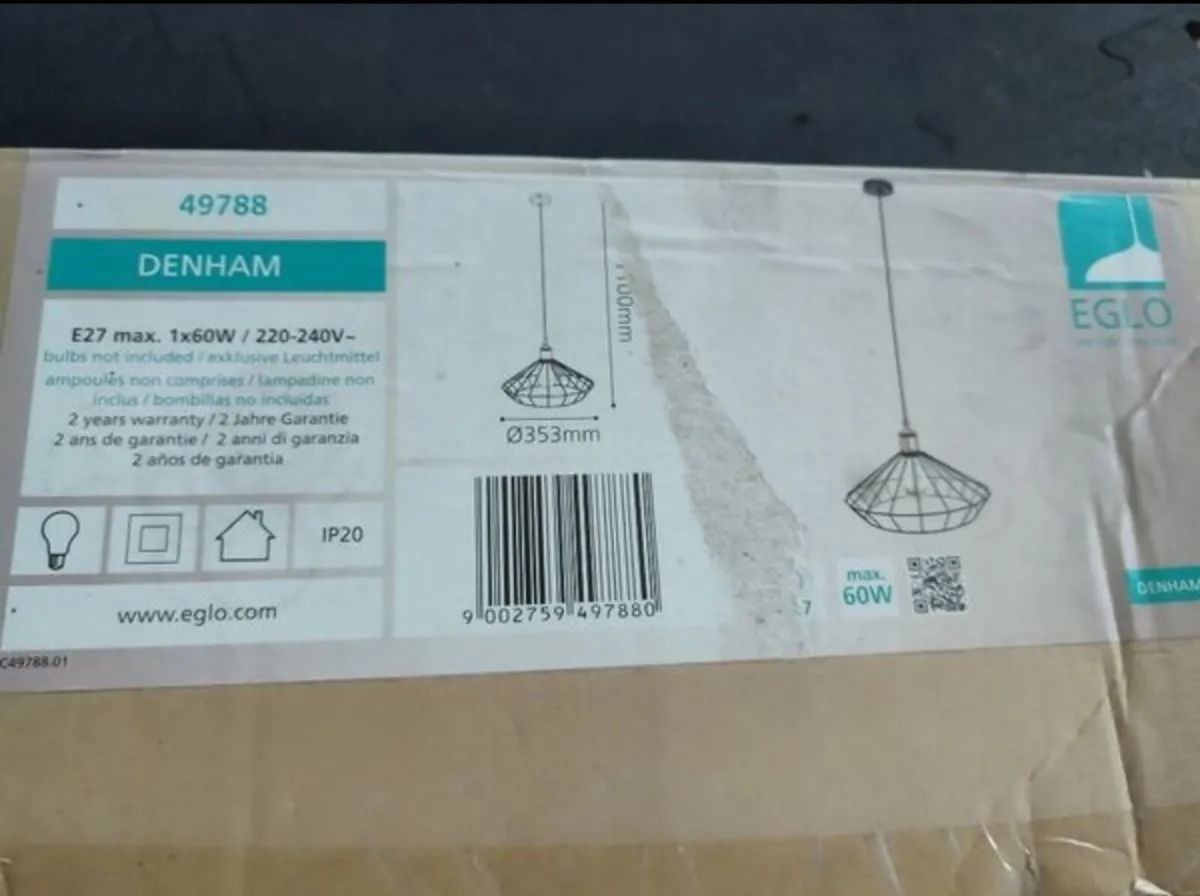 49788
DENHAM
E27 max. 1x60W / 220-240V~
bulbs not included / exklusive Leuchtmittel
ampoules non comprises / lampadine non
inclus / bombillas no incluidas
2 years warranty / 2 Jahre Garantie
2 ans de garantie / 2 anni di garanzia
2 años de garantia
IP20
www.eglo.com
C49788.01
1100mm
Ø353mm
9 002759 497880
7
max.
60W
EGLO
DENHAM